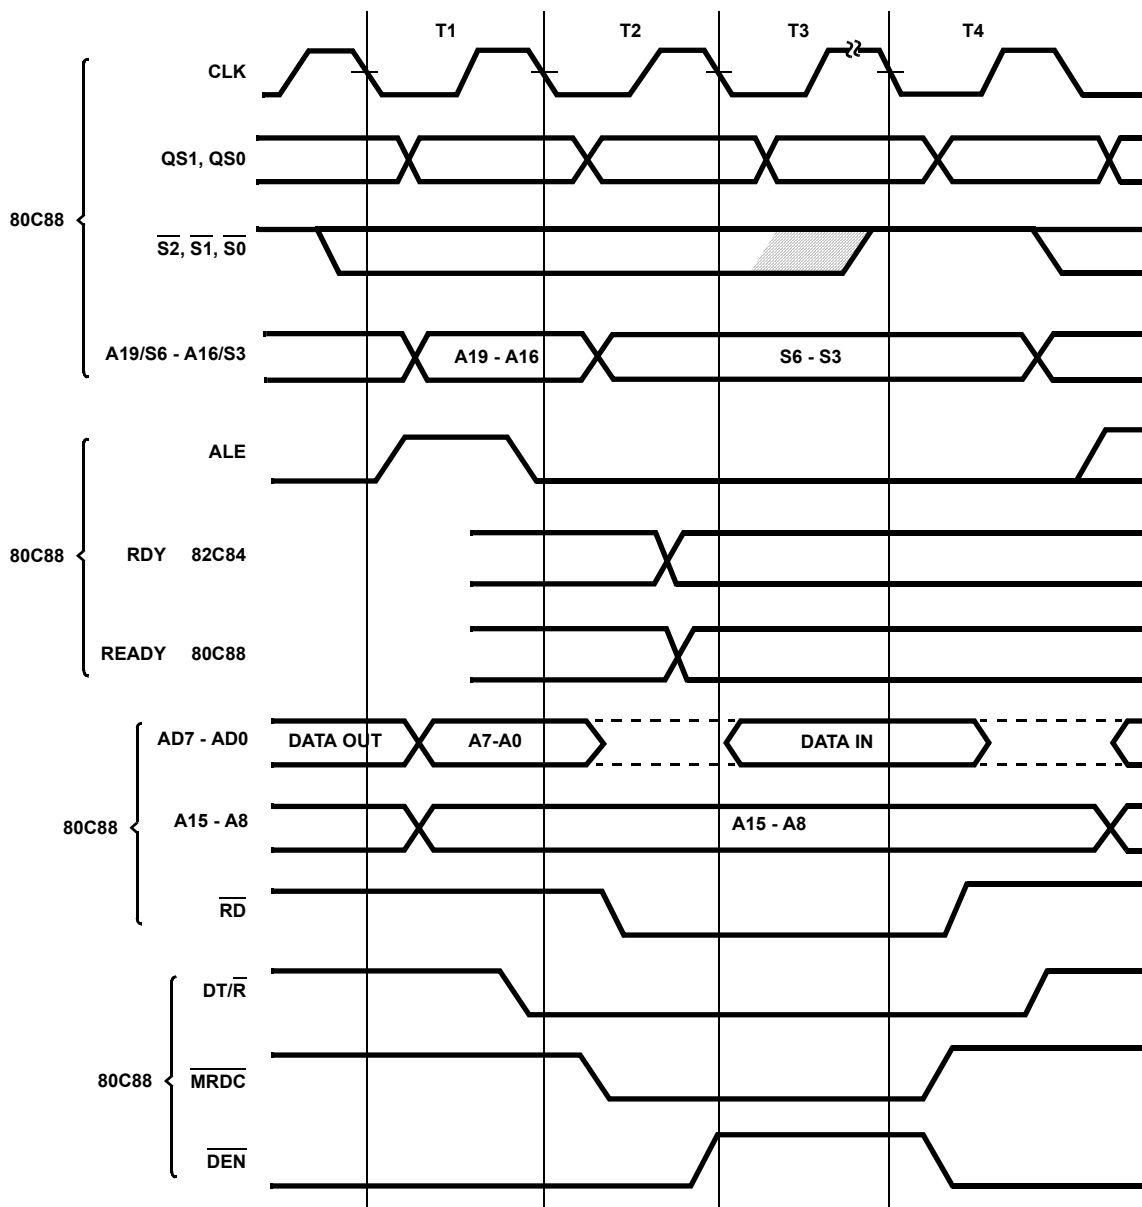 T1 T2 T3 T4
CLK
QS1, QS0
80C88
S2, S1, S0
A19/S6 - A16/S3 A19 - A16 S6 - S3
ALE
80C88 RDY 82C84
READY 80C88
AD7 - AD0 DATA OUT A7-A0 DATA IN
80C88 A15 - A8 A15 - A8
RD
DT/R
80C88 MRDC
DEN